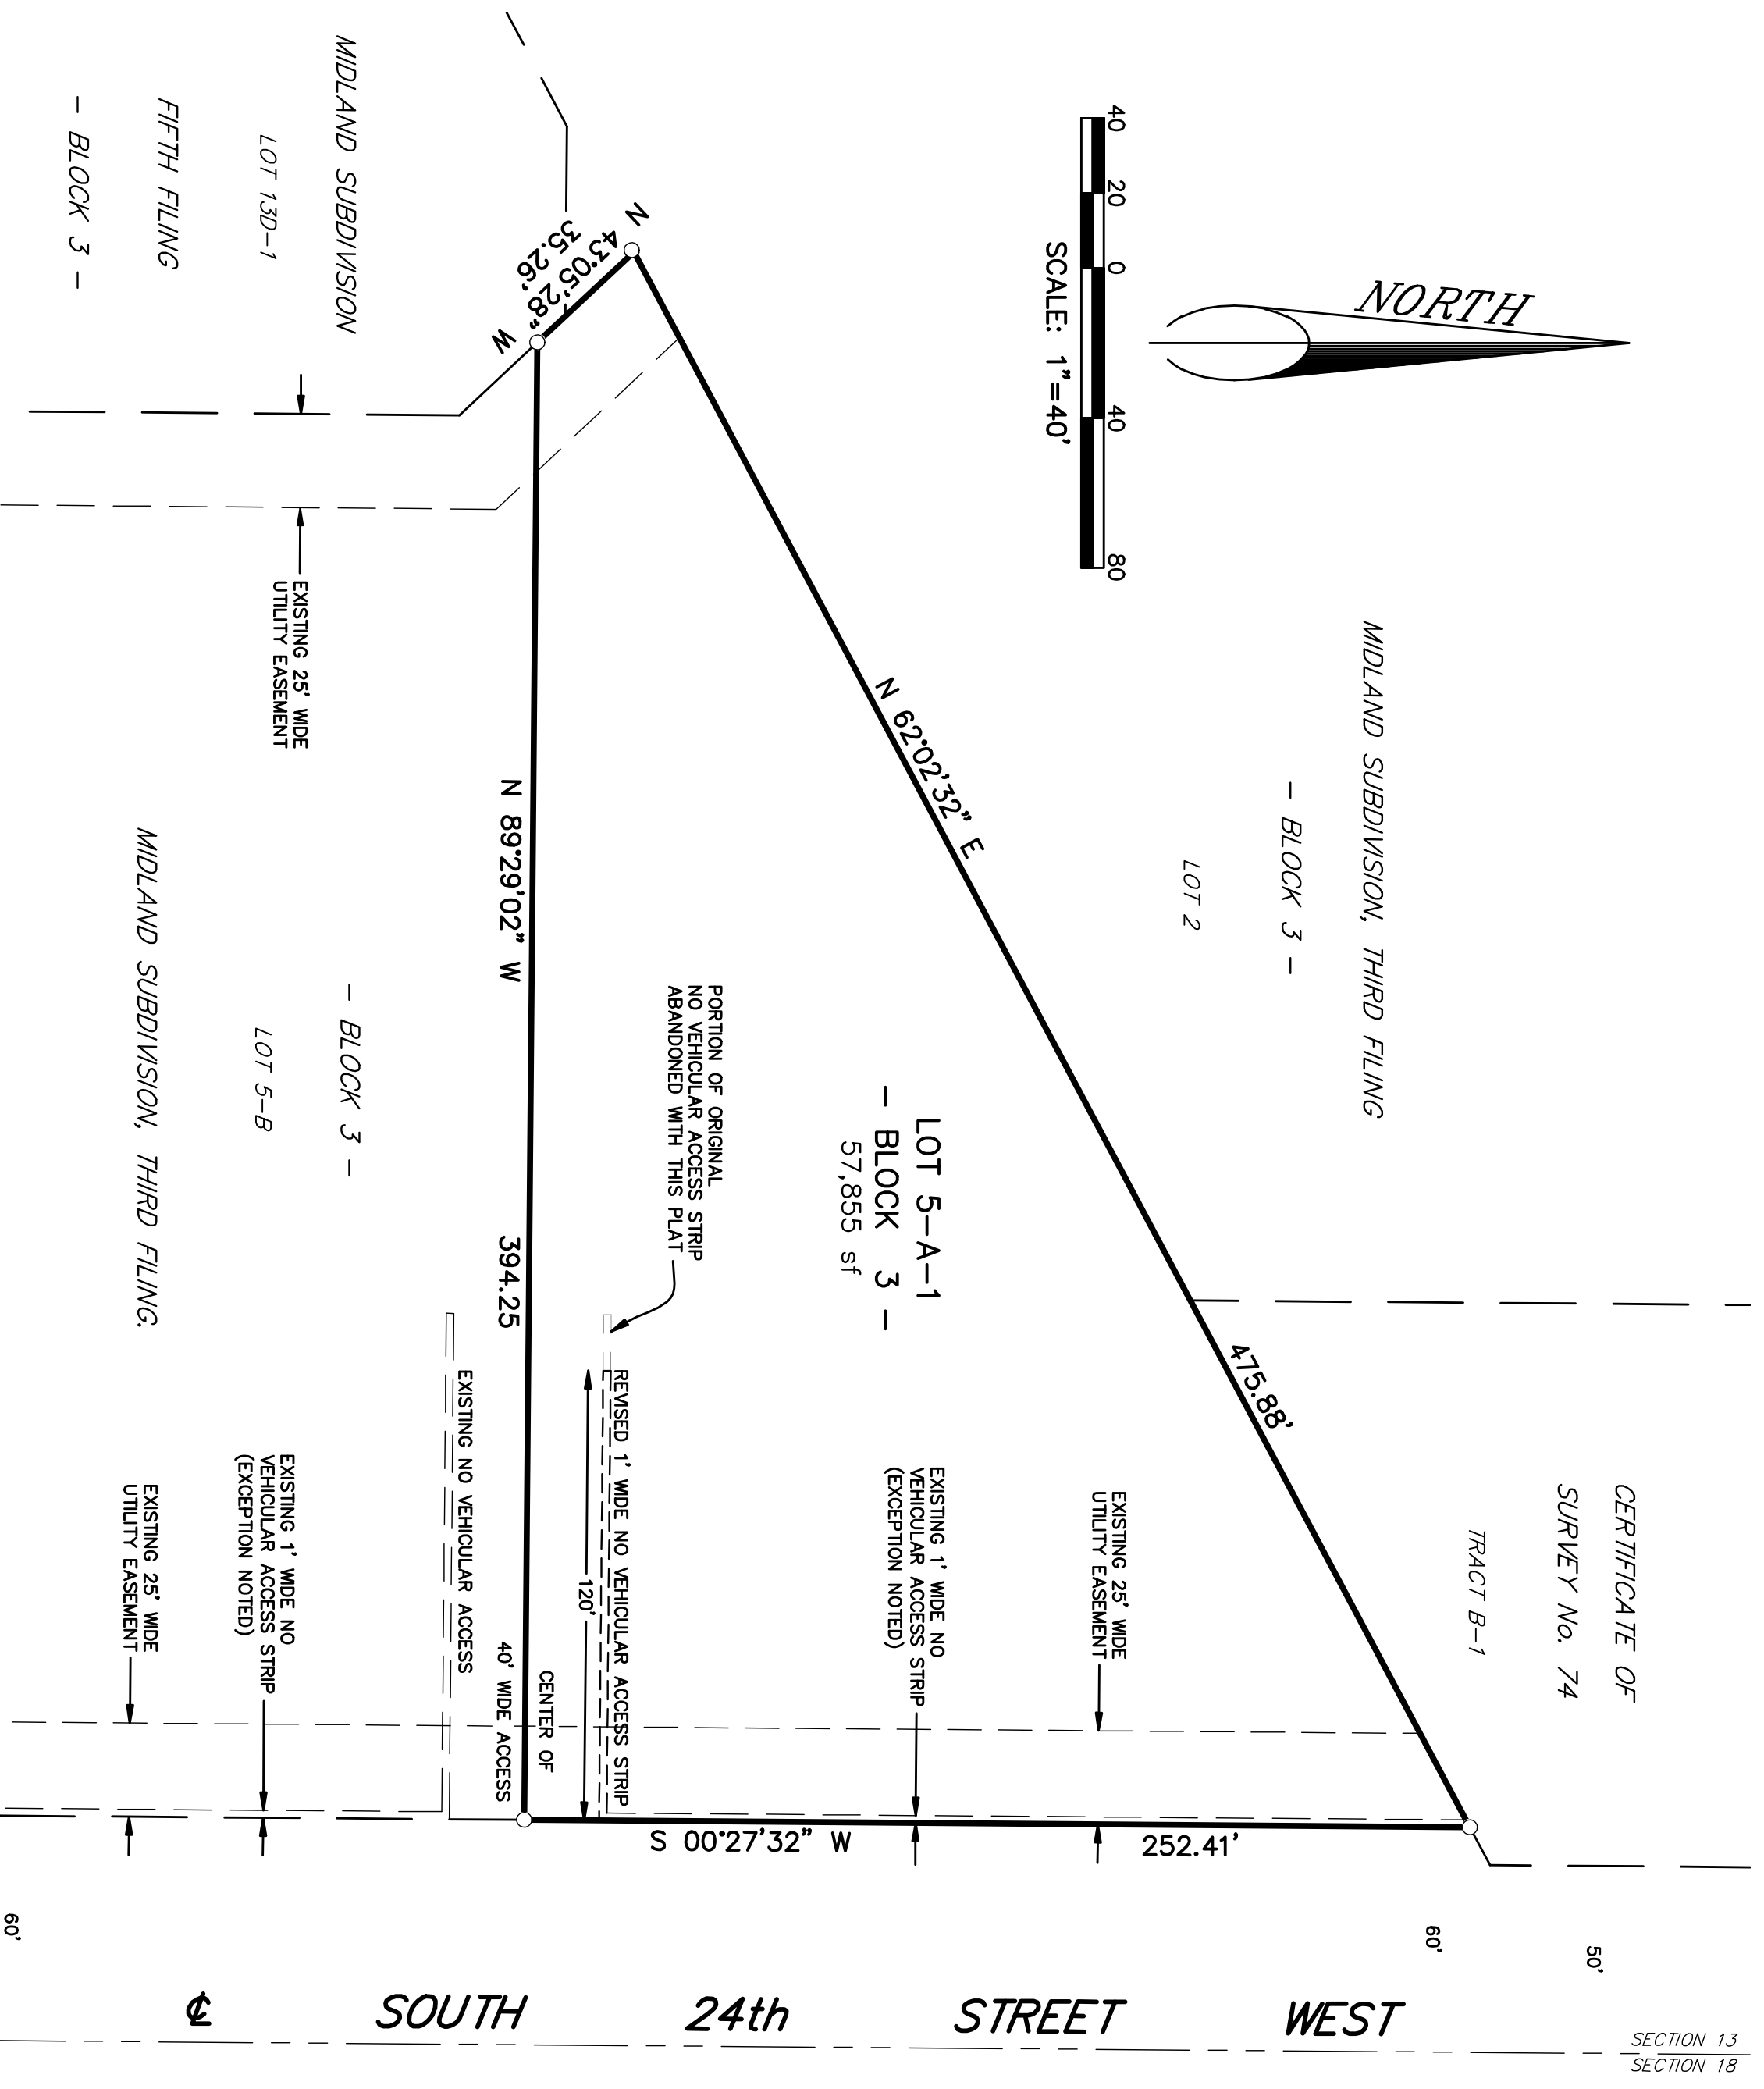 NORTH
40 20 0 40 80
SCALE: 1"=40'
MIDLAND SUBDIVISION, THIRD FILING
- BLOCK 3 -
LOT 2
CERTIFICATE OF
SURVEY No. 74
TRACT B-1
N 62°02'32" E
475.88'
N 43°05'28" W
35.26'
LOT 5-A-1
- BLOCK 3 -
57,855 sf
PORTION OF ORIGINAL
NO VEHICULAR ACCESS STRIP
ABANDONED WITH THIS PLAT
EXISTING 25' WIDE
UTILITY EASEMENT
EXISTING 1' WIDE NO
VEHICULAR ACCESS STRIP
(EXCEPTION NOTED)
REVISED 1' WIDE NO VEHICULAR ACCESS STRIP
120'
CENTER OF
40' WIDE ACCESS
N 89°29'02" W
394.25
S 00°27'32" W
252.41'
EXISTING NO VEHICULAR ACCESS
MIDLAND SUBDIVISION
LOT 13D-1
FIFTH FILING
- BLOCK 3 -
EXISTING 25' WIDE
UTILITY EASEMENT
- BLOCK 3 -
LOT 5-B
MIDLAND SUBDIVISION, THIRD FILING.
EXISTING 1' WIDE NO
VEHICULAR ACCESS STRIP
(EXCEPTION NOTED)
EXISTING 25' WIDE
UTILITY EASEMENT
60'
60'
50'
℄ SOUTH 24th STREET WEST
SECTION 13
SECTION 18